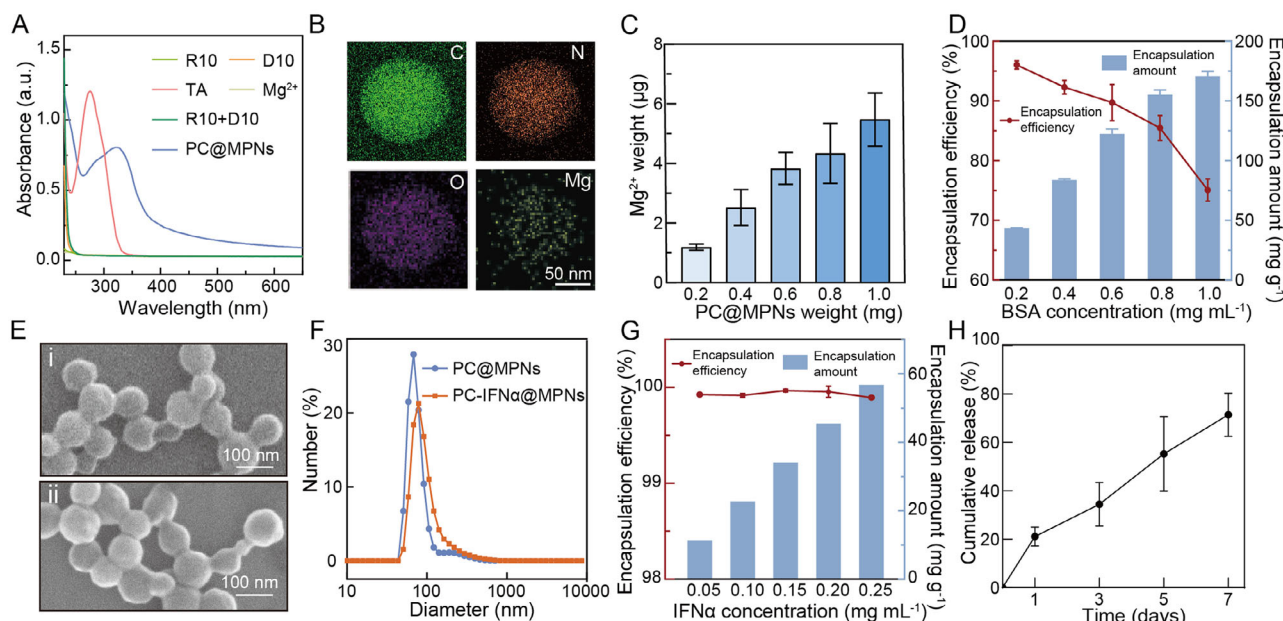 A
1.5
1.0
0.5
0.0
Absorbance (a.u.)
R10
D10
TA
Mg²⁺
R10+D10
PC@MPNs
300
400
500
600
Wavelength (nm)
B
C
N
O
Mg
50 nm
C
8
6
4
2
0
Mg²⁺ weight (µg)
0.2
0.4
0.6
0.8
1.0
PC@MPNs weight (mg)
D
100
90
80
70
60
Encapsulation efficiency (%)
Encapsulation
amount
Encapsulation
efficiency
200
150
100
50
0
Encapsulation amount (mg g⁻¹)
0.2
0.4
0.6
0.8
1.0
BSA concentration (mg mL⁻¹)
E
i
100 nm
ii
100 nm
F
30
20
10
0
Number (%)
PC@MPNs
PC-IFNα@MPNs
10
100
1000
10000
Diameter (nm)
G
100
99
98
Encapsulation efficiency (%)
Encapsulation
efficiency
Encapsulation
amount
60
40
20
0
Encapsulation amount (mg g⁻¹)
0.05
0.10
0.15
0.20
0.25
IFNα concentration (mg mL⁻¹)
H
100
80
60
40
20
0
Cumulative release (%)
1
3
5
7
Time (days)